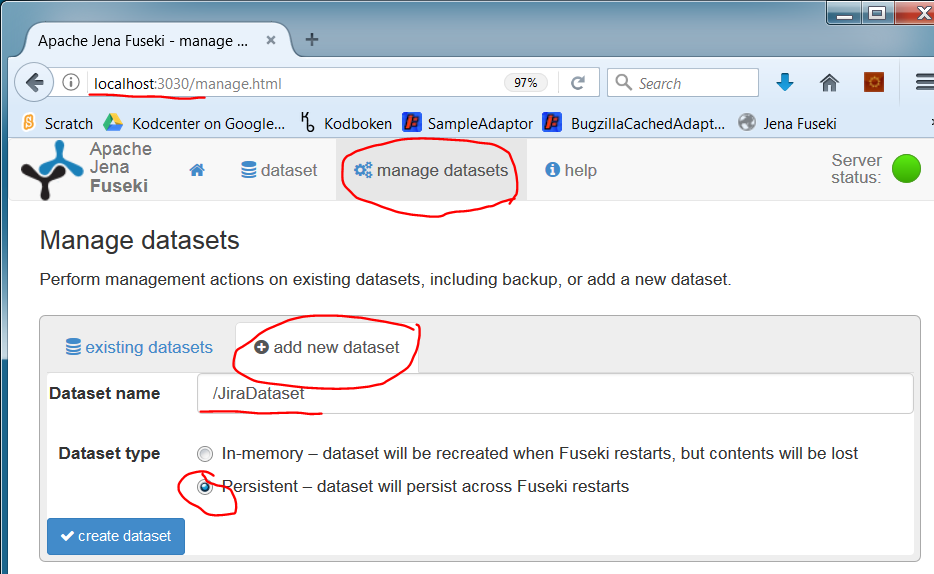 Apache Jena Fuseki - manage ...
localhost:3030/manage.html 97% Search
Scratch Kodcenter on Google... Kodboken SampleAdaptor BugzillaCachedAdapt... Jena Fuseki
Apache
Jena
Fuseki
dataset manage datasets help
Server
status:
Manage datasets
Perform management actions on existing datasets, including backup, or add a new dataset.
existing datasets add new dataset
Dataset name /JiraDataset
Dataset type In-memory – dataset will be recreated when Fuseki restarts, but contents will be lost
Persistent – dataset will persist across Fuseki restarts
create dataset